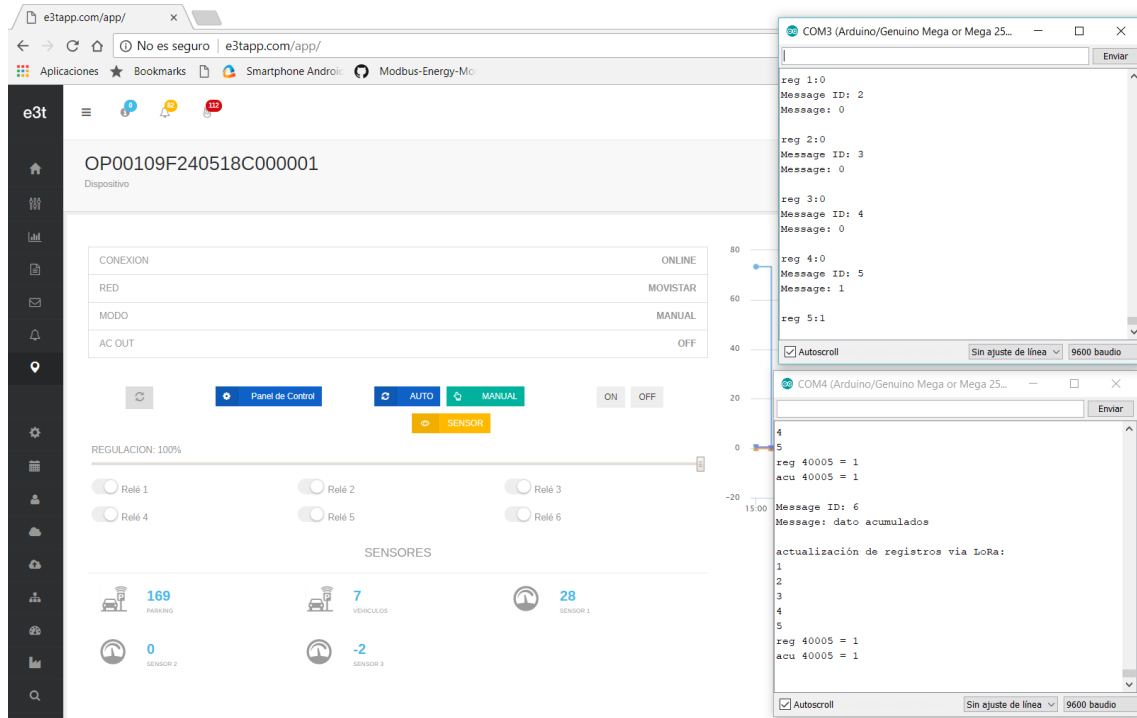 e3tapp.com/app/
No es seguro | e3tapp.com/app/
Aplicaciones Bookmarks Smartphone Androi Modbus-Energy-Mo
e3t
0 62 112
OP00109F240518C000001
Dispositivo
CONEXION ONLINE
RED MOVISTAR
MODO MANUAL
AC OUT OFF
Panel de Control AUTO MANUAL ON OFF
SENSOR
REGULACION: 100%
Relé 1 Relé 2 Relé 3
Relé 4 Relé 5 Relé 6
SENSORES
169 7 28
PARKING VEHICULOS SENSOR 1
0 -2
SENSOR 2 SENSOR 3
80
60
40
20
0
-20
15:00
COM3 (Arduino/Genuino Mega or Mega 25...
Enviar
reg 1:0
Message ID: 2
Message: 0
reg 2:0
Message ID: 3
Message: 0
reg 3:0
Message ID: 4
Message: 0
reg 4:0
Message ID: 5
Message: 1
reg 5:1
Autoscroll Sin ajuste de línea 9600 baudio
COM4 (Arduino/Genuino Mega or Mega 25...
Enviar
4
5
reg 40005 = 1
acu 40005 = 1
Message ID: 6
Message: dato acumulados
actualización de registros via LoRa:
1
2
3
4
5
reg 40005 = 1
acu 40005 = 1
Autoscroll Sin ajuste de línea 9600 baudio